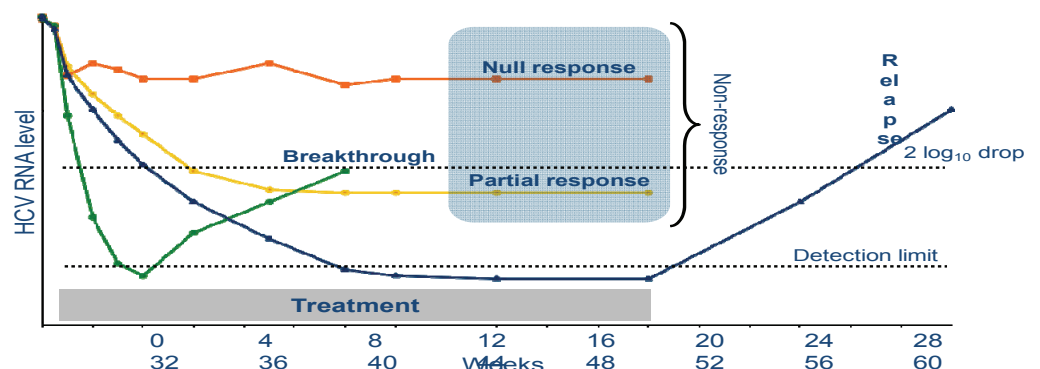 Null response
R
el
a
p
se
Non-response
HCV RNA level
Breakthrough
2 log10 drop
Partial response
Detection limit
Treatment
0 4 8 12 16 20 24 28
32 36 40 44 48 52 56 60
Weeks